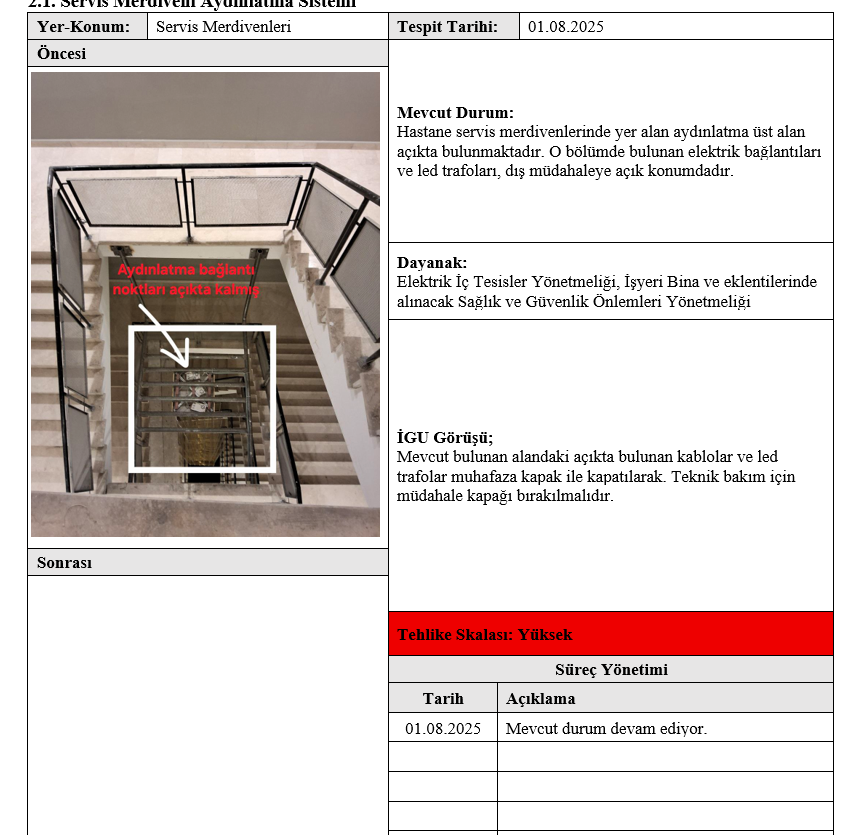 2.1. Servis Merdiveni Aydınlatma Sistemi
Yer-Konum: Servis Merdivenleri
Tespit Tarihi: 01.08.2025
Öncesi
Aydınlatma bağlantı
noktları açıkta kalmış
Mevcut Durum:
Hastane servis merdivenlerinde yer alan aydınlatma üst alan
açıkta bulunmaktadır. O bölümde bulunan elektrik bağlantıları
ve led trafoları, dış müdahaleye açık konumdadır.
Dayanak:
Elektrik İç Tesisler Yönetmeliği, İşyeri Bina ve eklentilerinde
alınacak Sağlık ve Güvenlik Önlemleri Yönetmeliği
İGU Görüşü;
Mevcut bulunan alandaki açıkta bulunan kablolar ve led
trafolar muhafaza kapak ile kapatılarak. Teknik bakım için
müdahale kapağı bırakılmalıdır.
Sonrası
Tehlike Skalası: Yüksek
Süreç Yönetimi
Tarih Açıklama
01.08.2025 Mevcut durum devam ediyor.